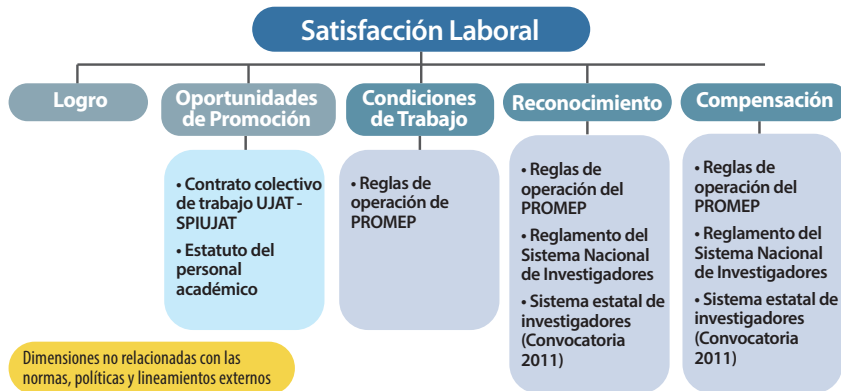 Satisfacción Laboral
Logro
Oportunidades
de Promoción
Condiciones
de Trabajo
Reconocimiento
Compensación
• Contrato colectivo
de trabajo UJAT -
SPIUJAT
• Estatuto del
personal
académico
• Reglas de
operación de
PROMEP
• Reglas de
operación del
PROMEP
• Reglamento del
Sistema Nacional
de Investigadores
• Sistema estatal de
investigadores
(Convocatoria
2011)
• Reglas de
operación del
PROMEP
• Reglamento del
Sistema Nacional
de Investigadores
• Sistema estatal de
investigadores
(Convocatoria
2011)
Dimensiones no relacionadas con las
normas, políticas y lineamientos externos